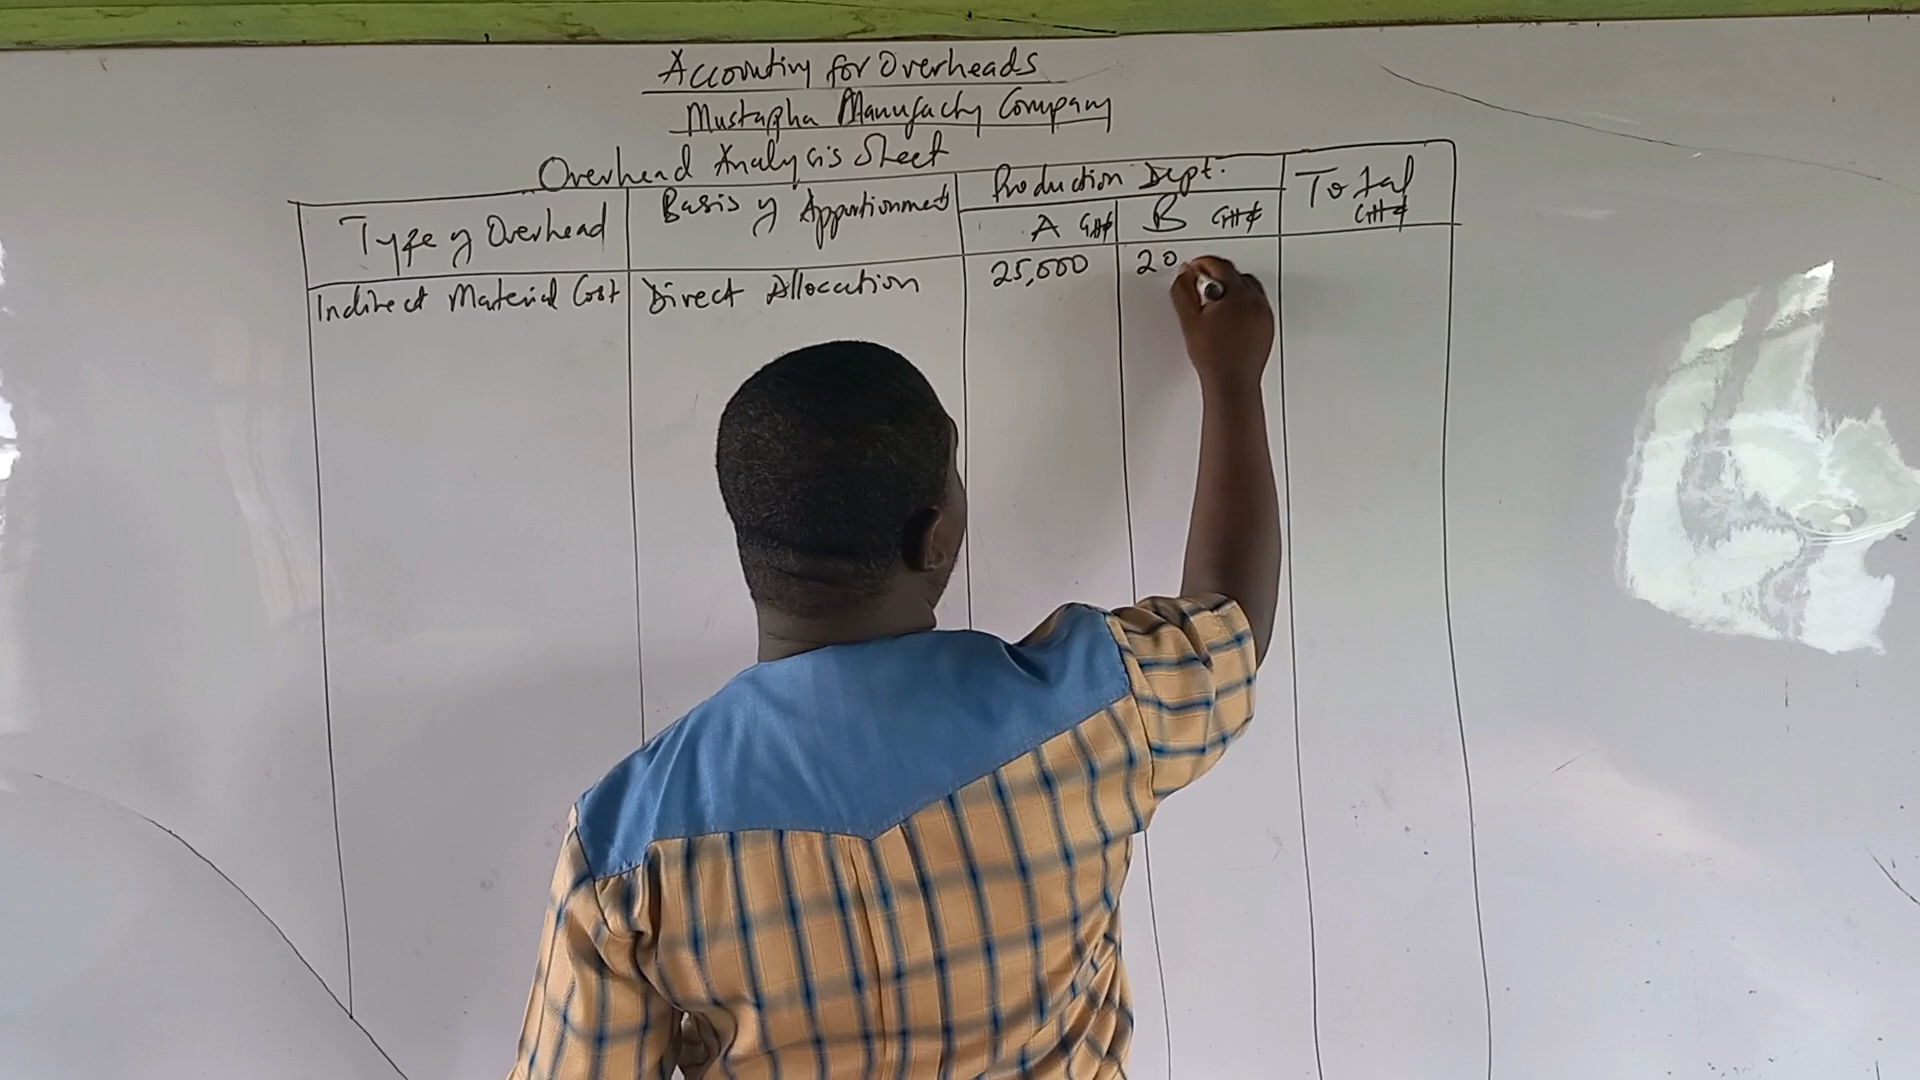 Accounting for Overheads
Mustapha Manufacty Company
Overhead Analysis Sheet
Type of Overhead Basis of Apportionment Production Dept. Total
A GH¢ B GH¢ GH¢
Indirect Material Cost Direct Allocation 25,000 20